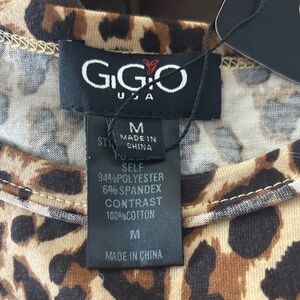 GiGiO
USA
M
MADE IN
CHINA
SELF
94%POLYESTER
6%SPANDEX
CONTRAST
100%COTTON
M
MADE IN CHINA